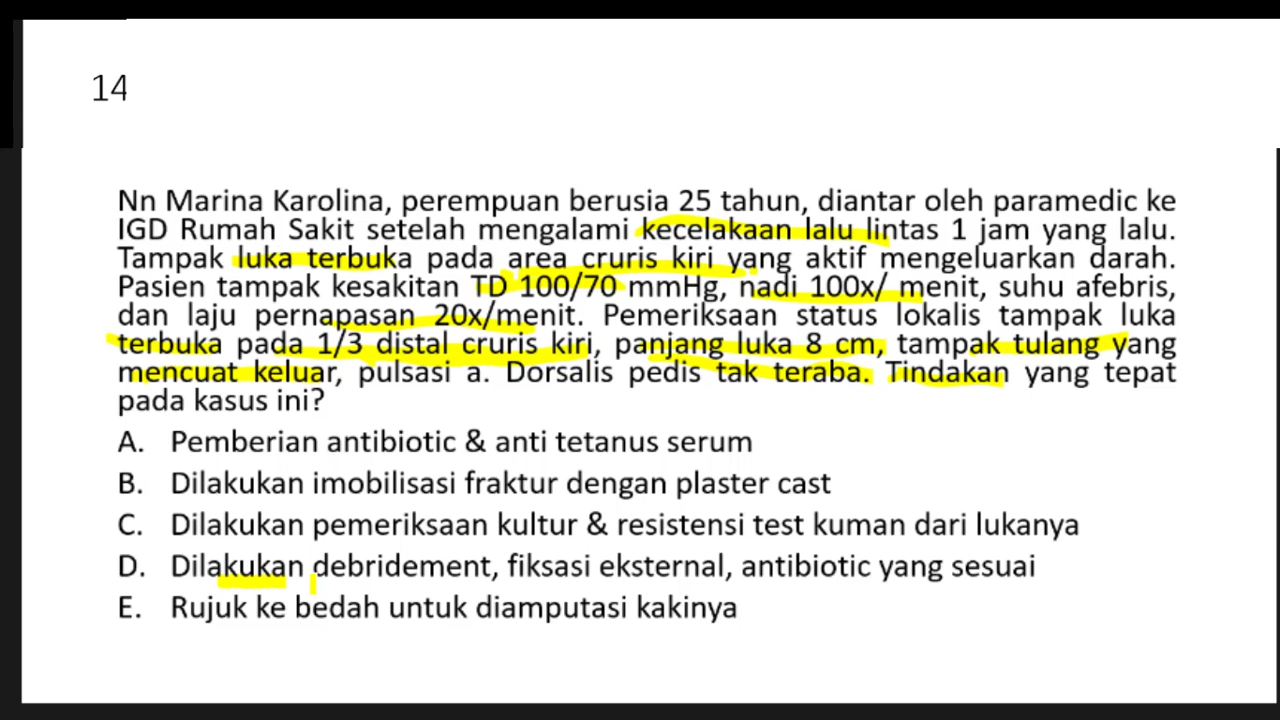 14
Nn Marina Karolina, perempuan berusia 25 tahun, diantar oleh paramedic ke
IGD Rumah Sakit setelah mengalami kecelakaan lalu lintas 1 jam yang lalu.
Tampak luka terbuka pada area cruris kiri yang aktif mengeluarkan darah.
Pasien tampak kesakitan TD 100/70 mmHg, nadi 100x/ menit, suhu afebris,
dan laju pernapasan 20x/menit. Pemeriksaan status lokalis tampak luka
terbuka pada 1/3 distal cruris kiri, panjang luka 8 cm, tampak tulang yang
mencuat keluar, pulsasi a. Dorsalis pedis tak teraba. Tindakan yang tepat
pada kasus ini?
A. Pemberian antibiotic & anti tetanus serum
B. Dilakukan imobilisasi fraktur dengan plaster cast
C. Dilakukan pemeriksaan kultur & resistensi test kuman dari lukanya
D. Dilakukan debridement, fiksasi eksternal, antibiotic yang sesuai
E. Rujuk ke bedah untuk diamputasi kakinya